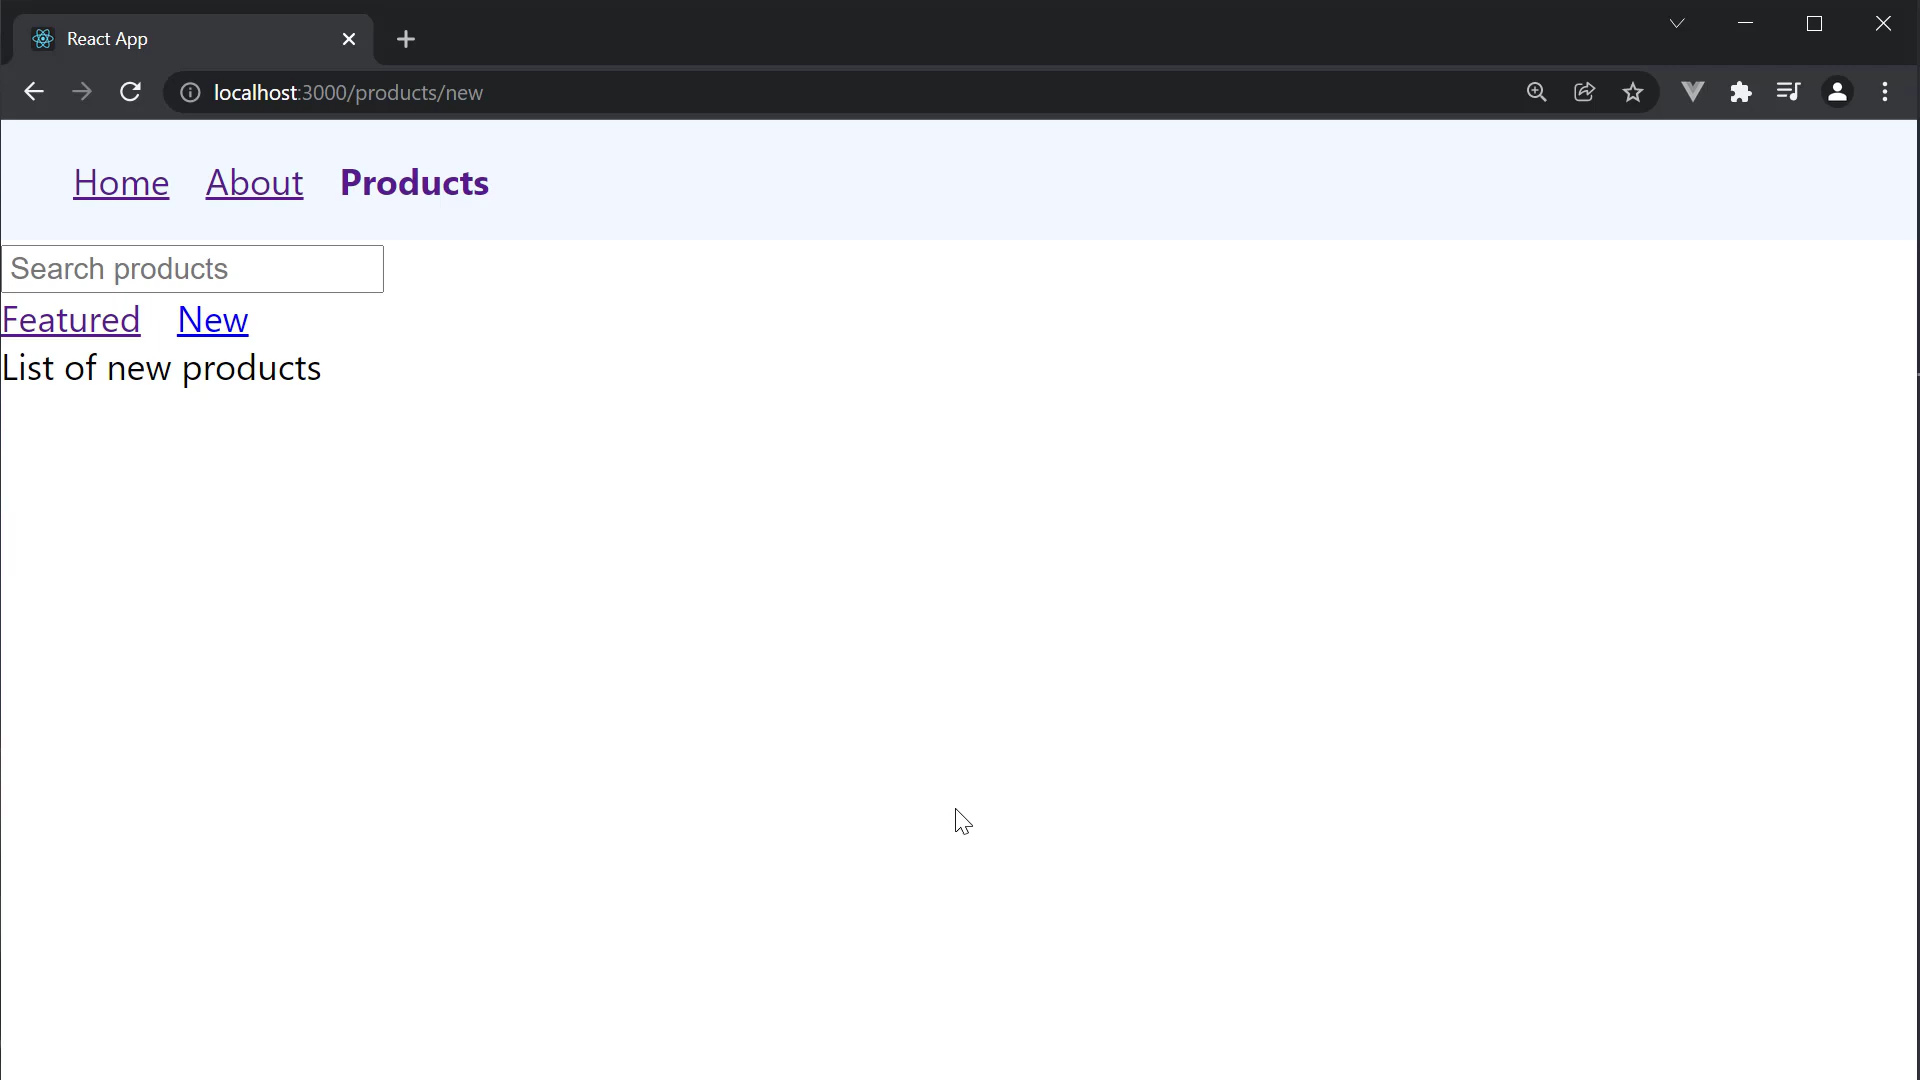 React App
localhost:3000/products/new
Home About Products
Search products
Featured New
List of new products